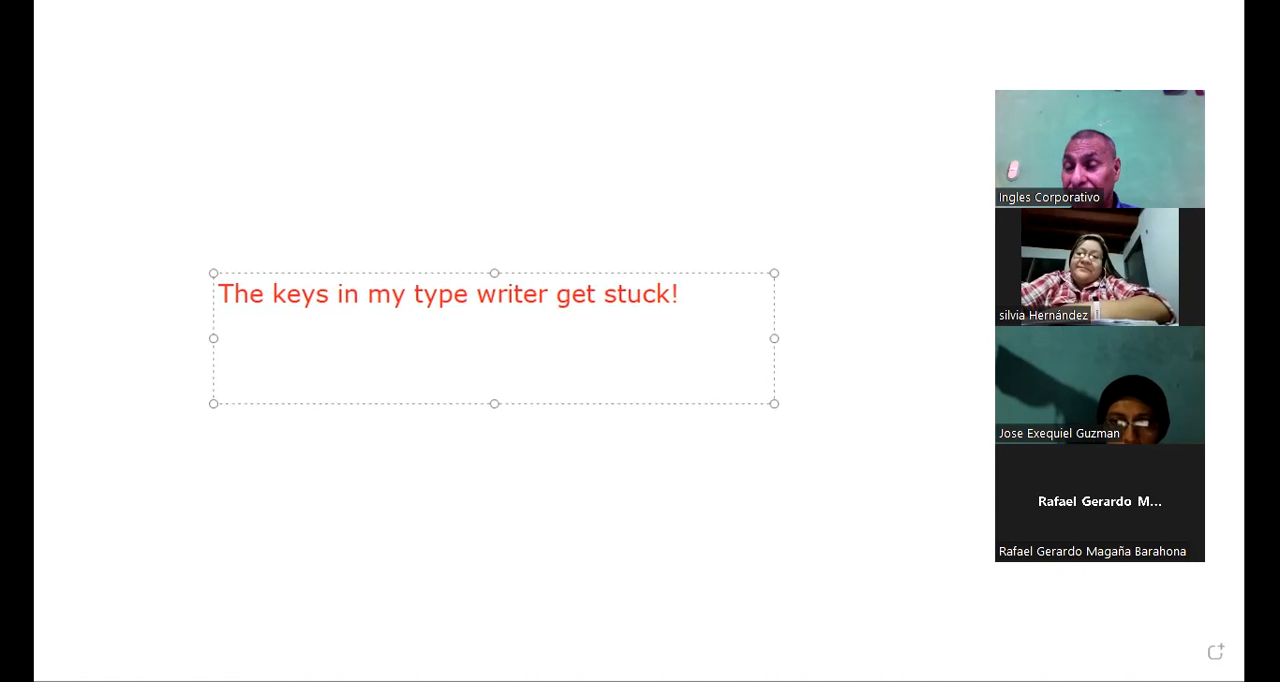 The keys in my type writer get stuck!
Ingles Corporativo
silvia Hernández
Jose Exequiel Guzman
Rafael Gerardo M...
Rafael Gerardo Magaña Barahona